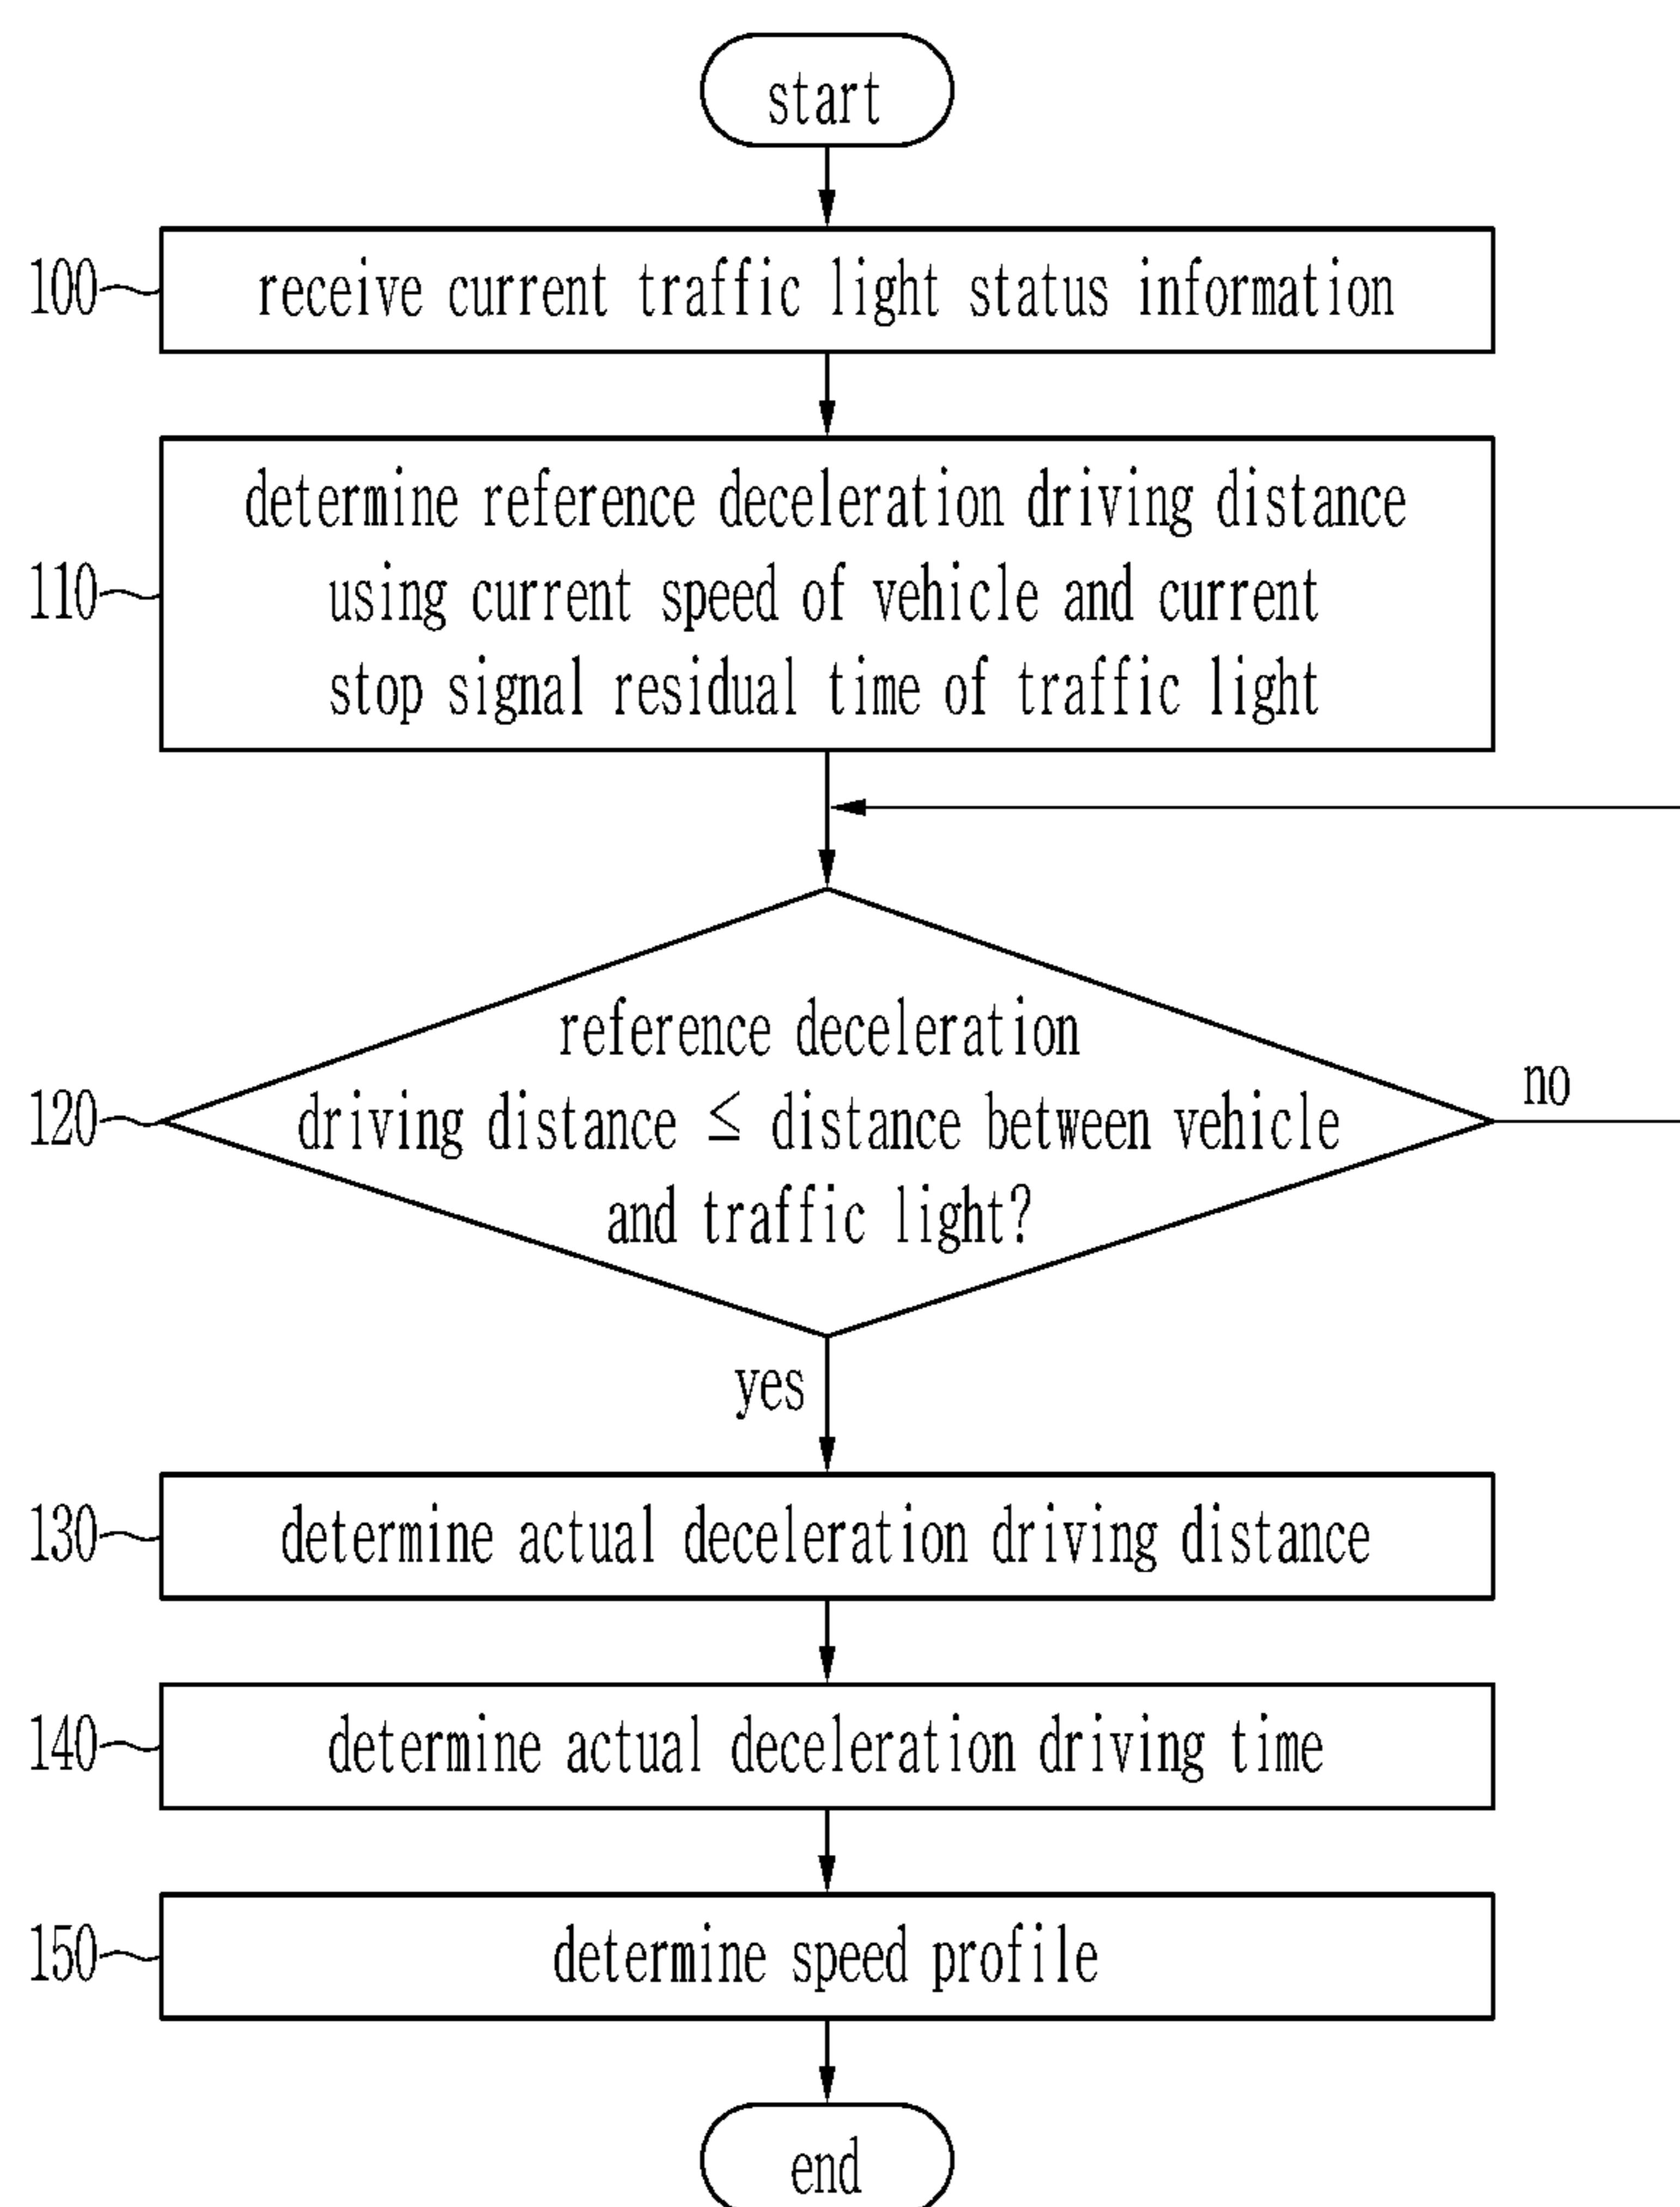 start
100
receive current traffic light status information
110
determine reference deceleration driving distance
using current speed of vehicle and current
stop signal residual time of traffic light
120
reference deceleration
driving distance ≤ distance between vehicle
and traffic light?
no
yes
130
determine actual deceleration driving distance
140
determine actual deceleration driving time
150
determine speed profile
end